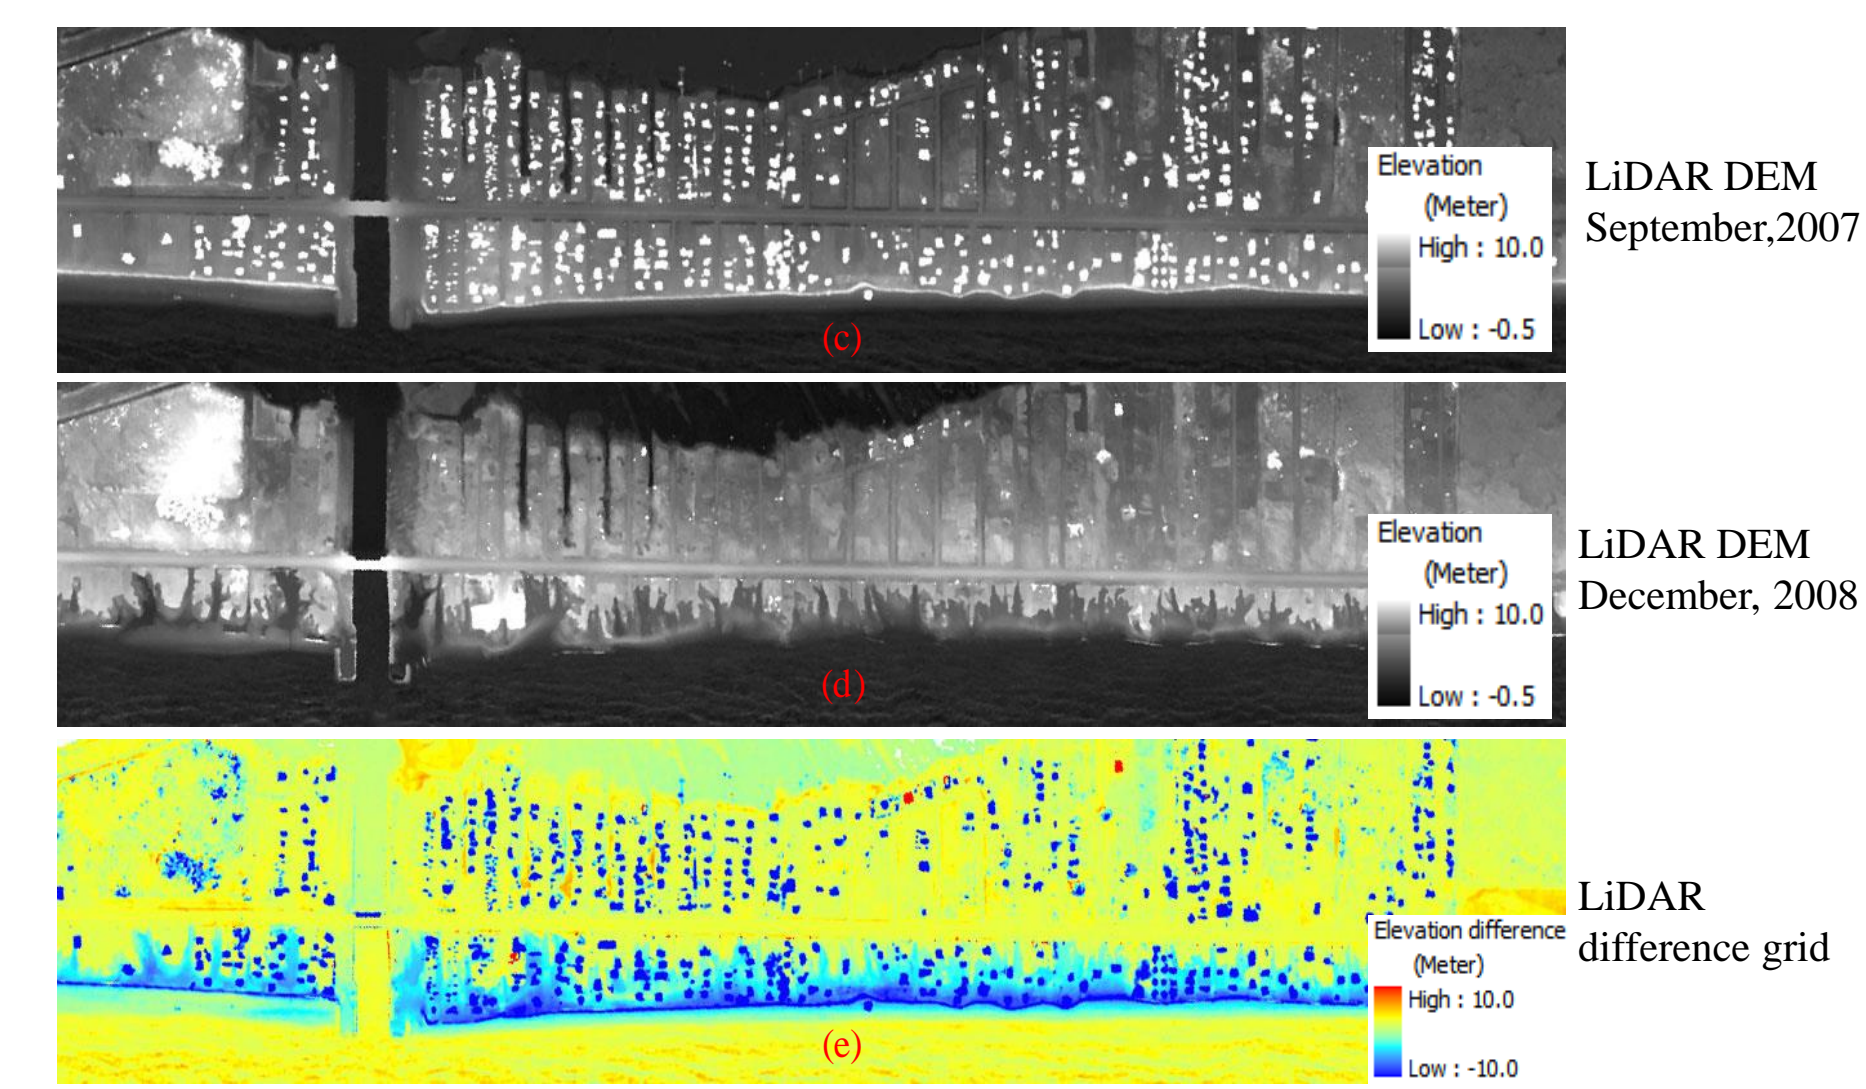 Elevation
(Meter)
High : 10.0
Low : -0.5
(c)
LiDAR DEM
September,2007
Elevation
(Meter)
High : 10.0
Low : -0.5
(d)
LiDAR DEM
December, 2008
Elevation difference
(Meter)
High : 10.0
Low : -10.0
(e)
LiDAR
difference grid